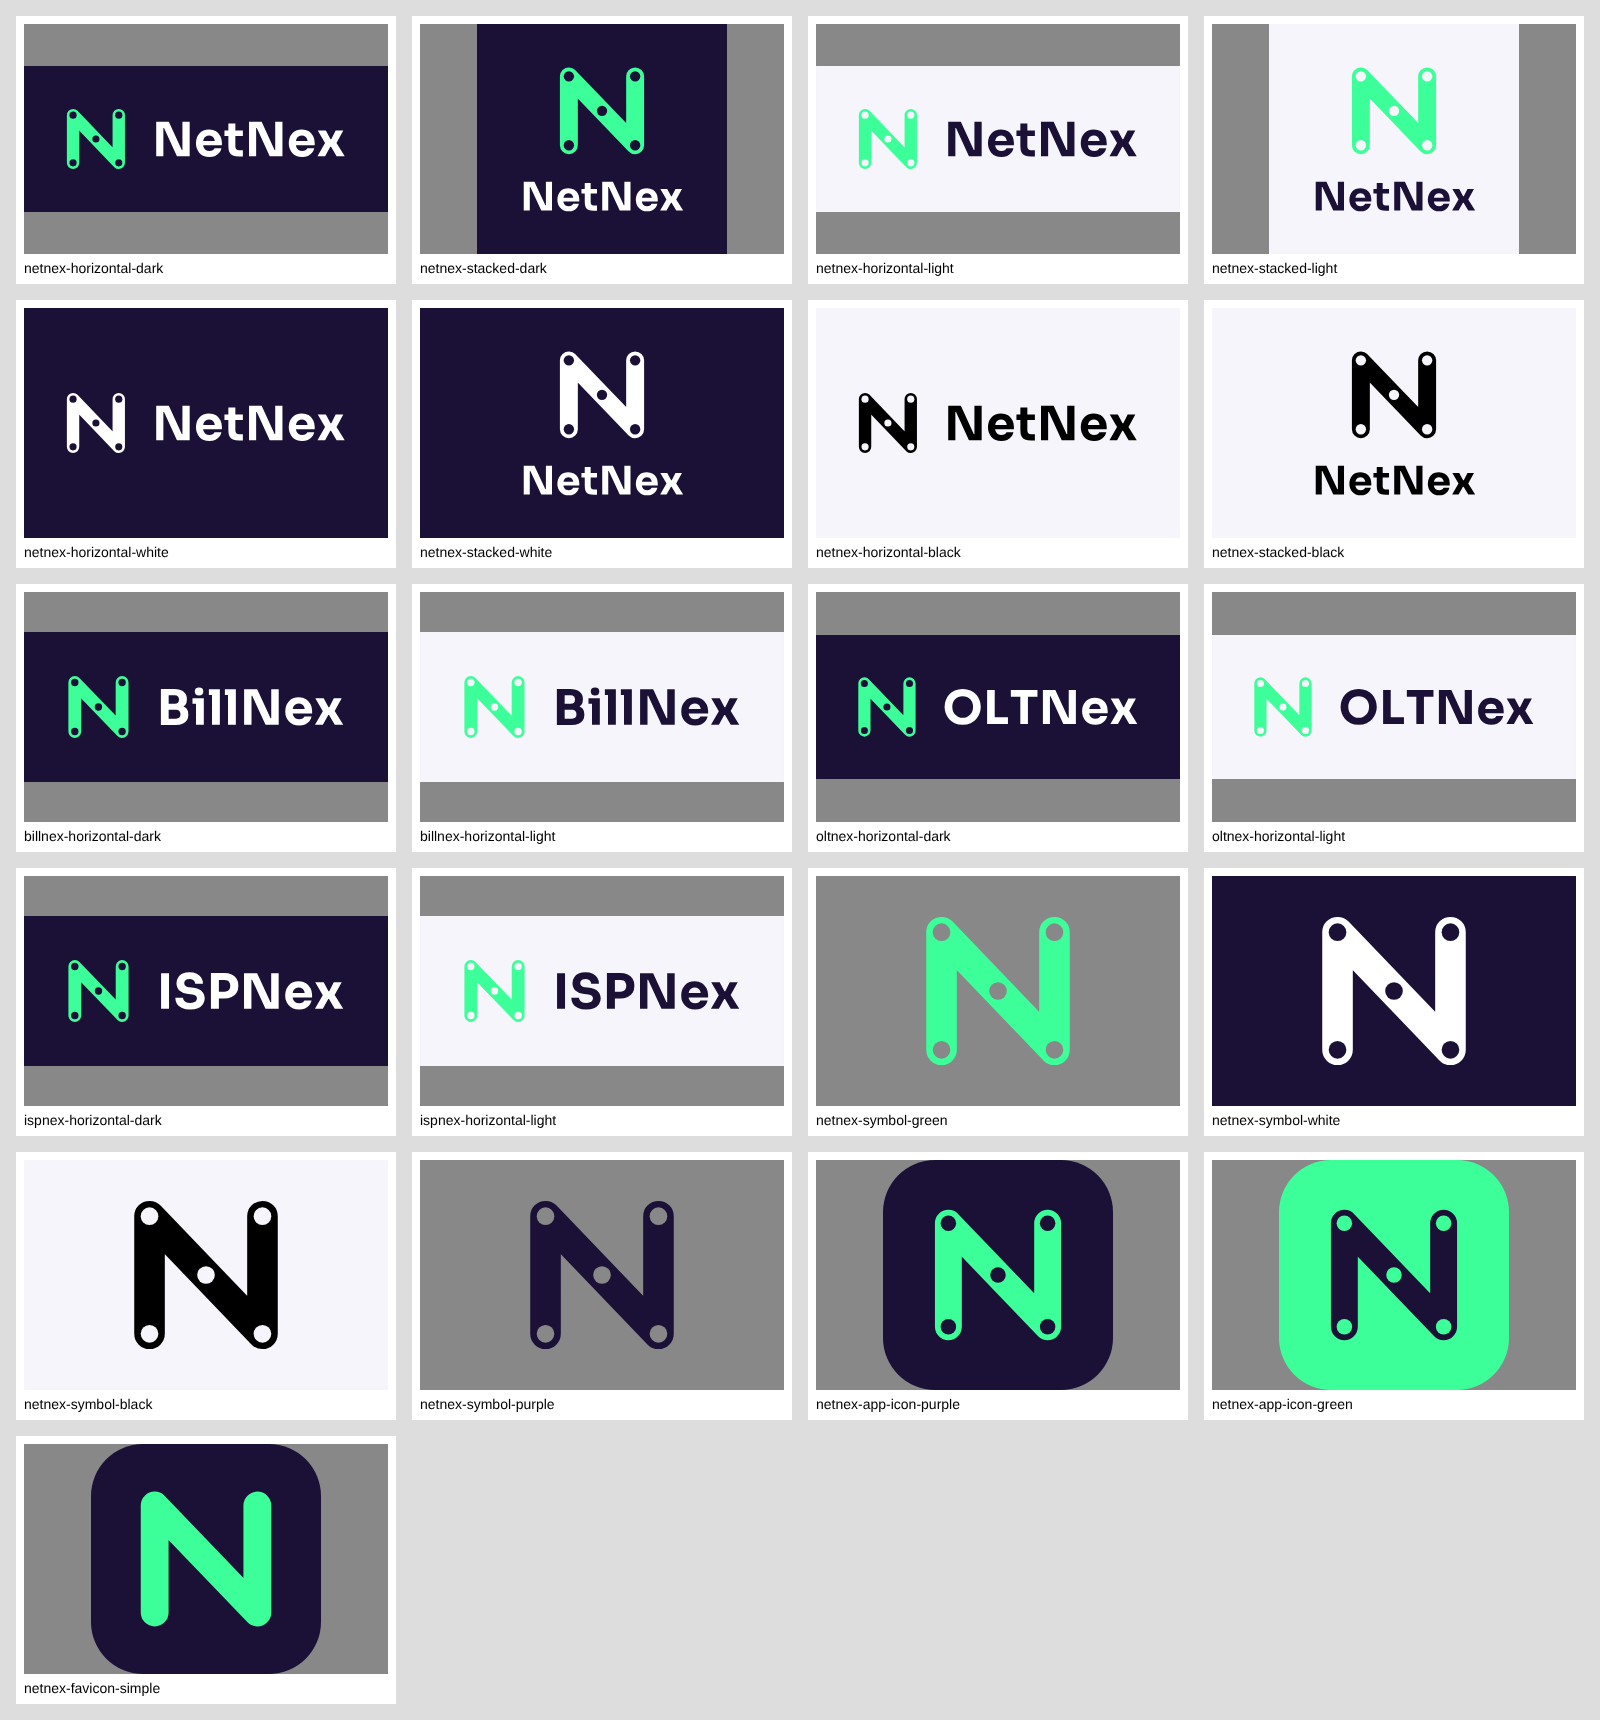 NetNex
netnex-horizontal-dark
NetNex
netnex-stacked-dark
NetNex
netnex-horizontal-light
NetNex
netnex-stacked-light
NetNex
netnex-horizontal-white
NetNex
netnex-stacked-white
NetNex
netnex-horizontal-black
NetNex
netnex-stacked-black
BillNex
billnex-horizontal-dark
BillNex
billnex-horizontal-light
OLTNex
oltnex-horizontal-dark
OLTNex
oltnex-horizontal-light
ISPNex
ispnex-horizontal-dark
ISPNex
ispnex-horizontal-light
N
netnex-symbol-green
N
netnex-symbol-white
N
netnex-symbol-black
N
netnex-symbol-purple
N
netnex-app-icon-purple
N
netnex-app-icon-green
N
netnex-favicon-simple